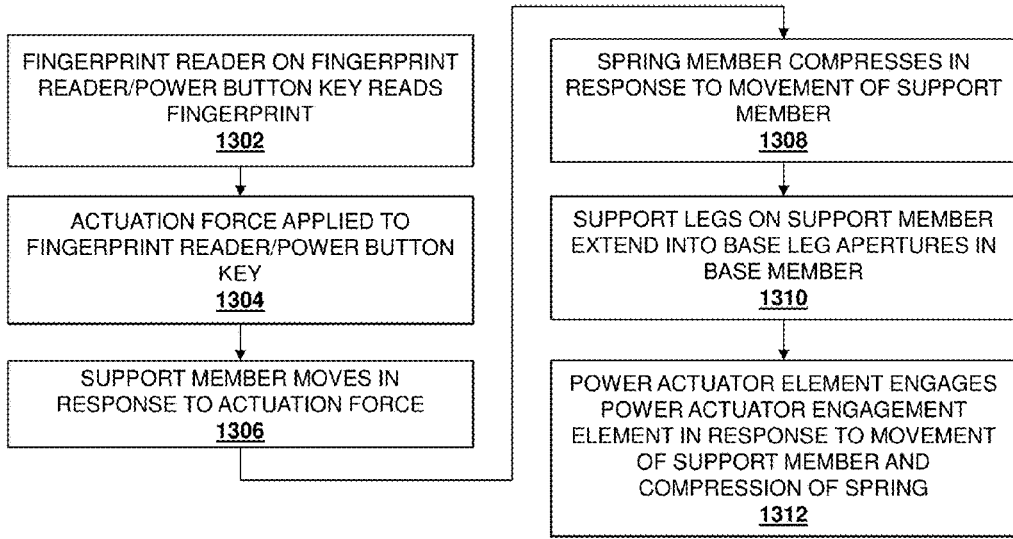 FINGERPRINT READER ON FINGERPRINT
READER/POWER BUTTON KEY READS
FINGERPRINT
1302
ACTUATION FORCE APPLIED TO
FINGERPRINT READER/POWER BUTTON
KEY
1304
SUPPORT MEMBER MOVES IN
RESPONSE TO ACTUATION FORCE
1306
SPRING MEMBER COMPRESSES IN
RESPONSE TO MOVEMENT OF SUPPORT
MEMBER
1308
SUPPORT LEGS ON SUPPORT MEMBER
EXTEND INTO BASE LEG APERTURES IN
BASE MEMBER
1310
POWER ACTUATOR ELEMENT ENGAGES
POWER ACTUATOR ENGAGEMENT
ELEMENT IN RESPONSE TO MOVEMENT
OF SUPPORT MEMBER AND
COMPRESSION OF SPRING
1312